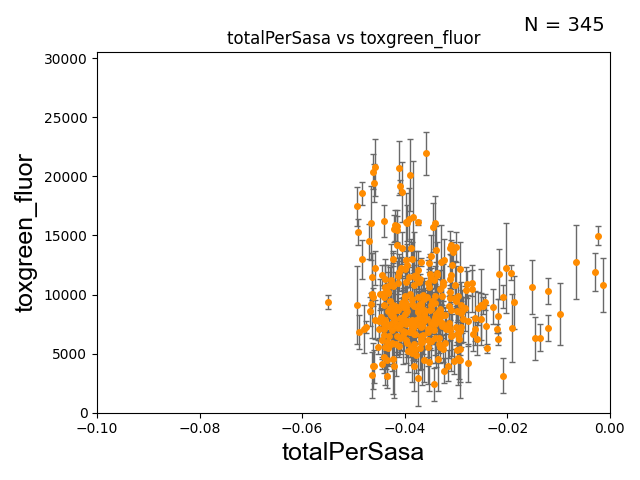 N = 345
totalPerSasa vs toxgreen_fluor
30000
25000
20000
15000
10000
5000
0
toxgreen_fluor
−0.10 −0.08 −0.06 −0.04 −0.02 0.00
totalPerSasa